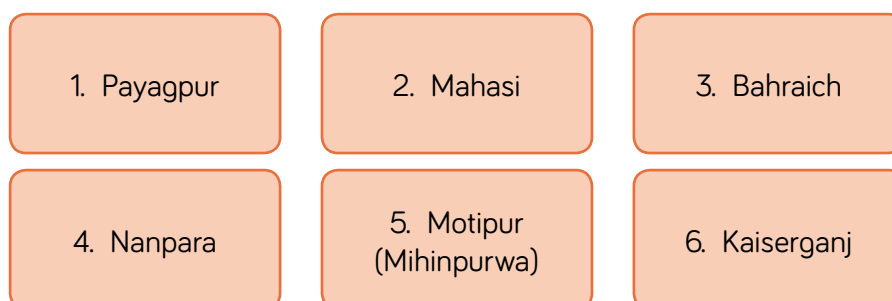 1. Payagpur
2. Mahasi
3. Bahraich
4. Nanpara
5. Motipur
(Mihinpurwa)
6. Kaiserganj